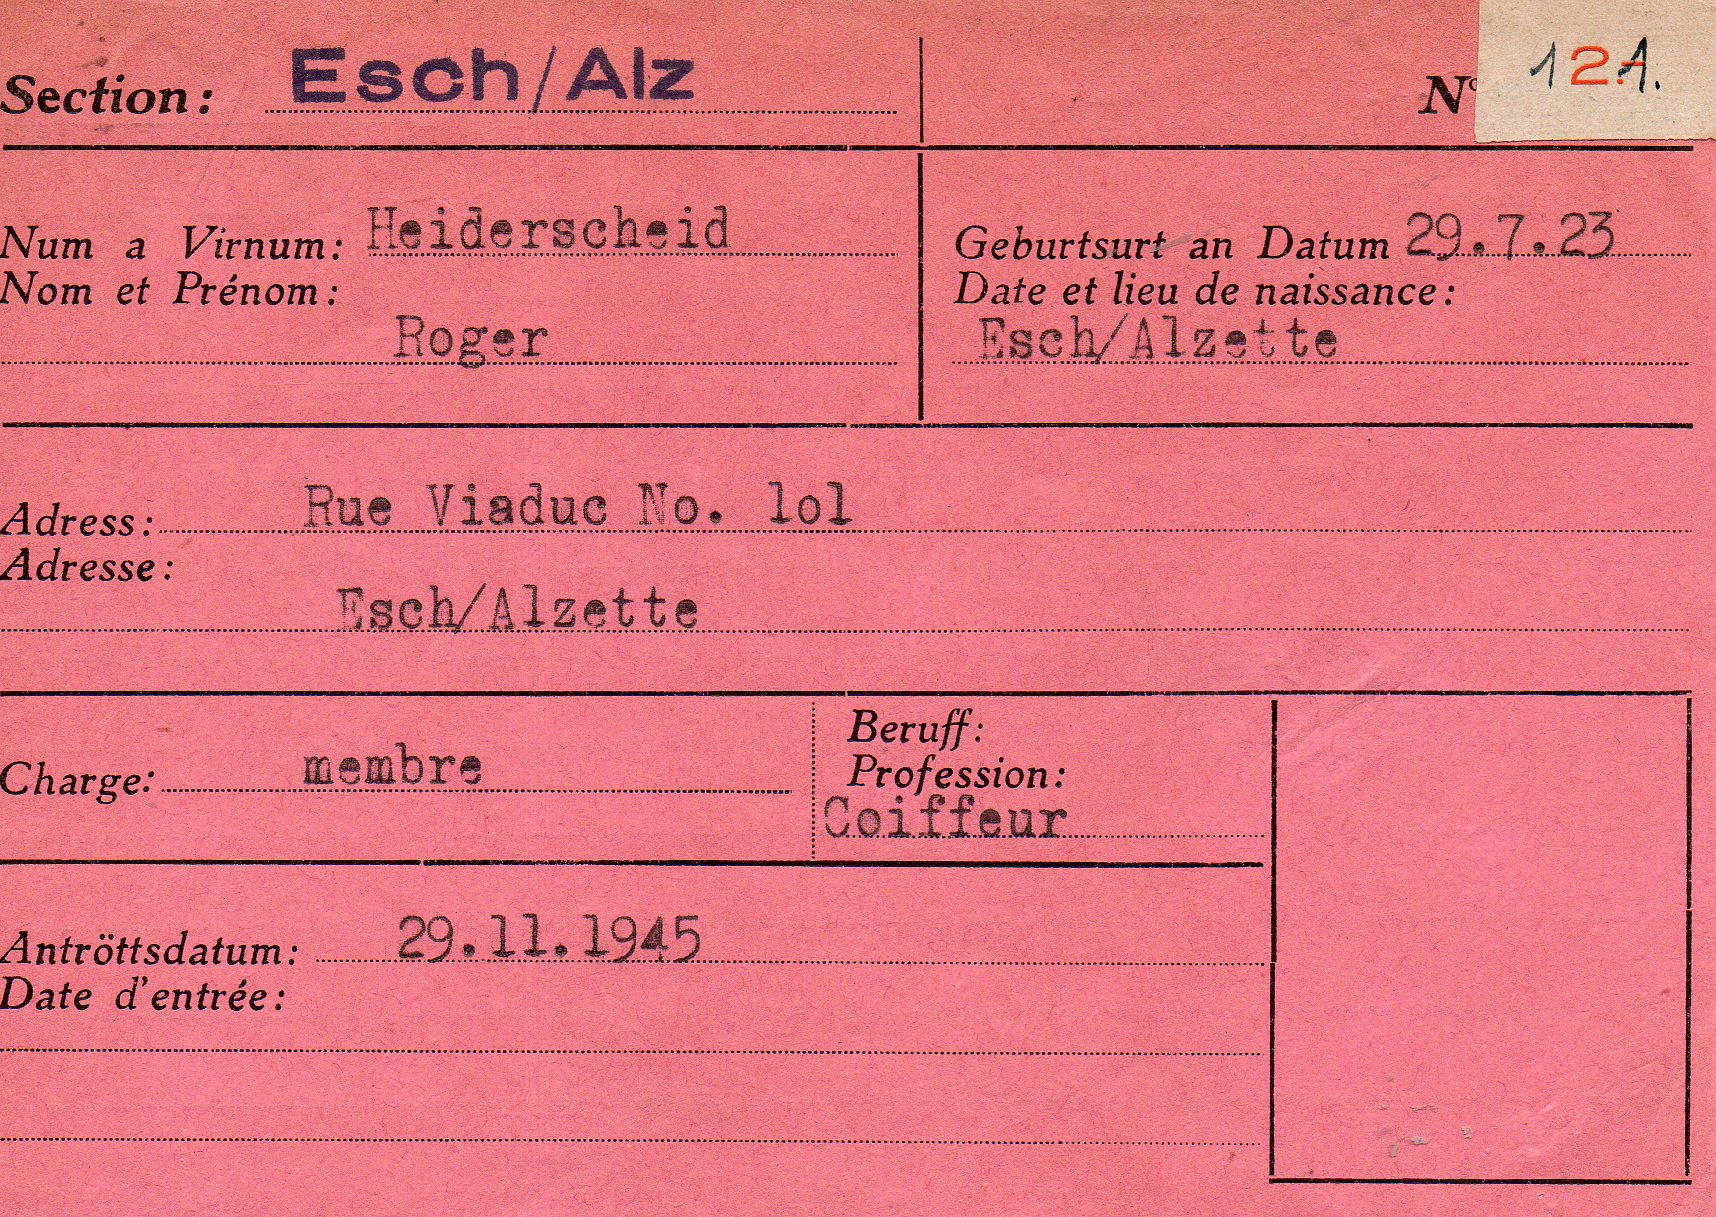 Section: Esch/Alz
N° 121.
Num a Virnum: Heiderscheid
Nom et Prénom:
Roger
Geburtsurt an Datum 29.7.23
Date et lieu de naissance:
Esch/Alzette
Adress: Rue Viaduc No. lol
Adresse:
Esch/Alzette
Charge: membre
Beruff:
Profession:
Coiffeur
Antröttsdatum: 29.11.1945
Date d'entrée: